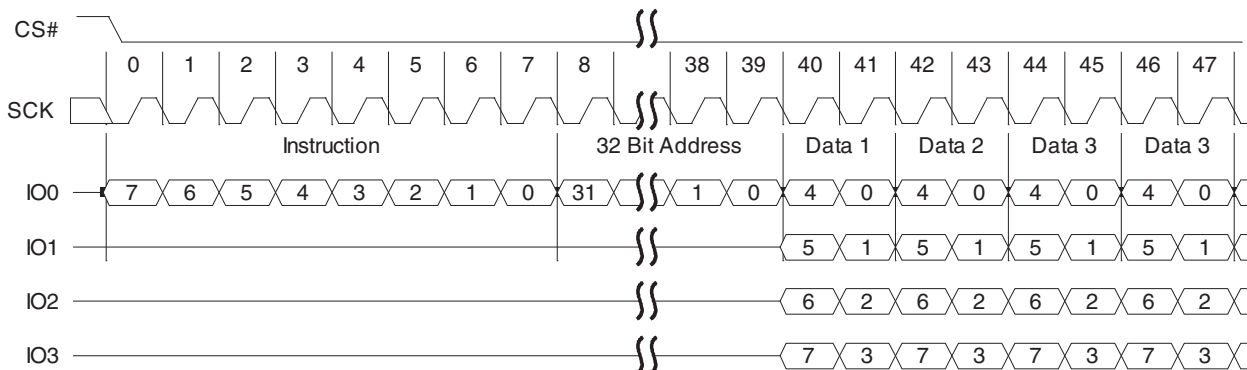 CS#
0 1 2 3 4 5 6 7 8 38 39 40 41 42 43 44 45 46 47
SCK
Instruction 32 Bit Address Data 1 Data 2 Data 3 Data 3
IO0 7 6 5 4 3 2 1 0 31 1 0 4 0 4 0 4 0 4 0
IO1 5 1 5 1 5 1 5 1
IO2 6 2 6 2 6 2 6 2
IO3 7 3 7 3 7 3 7 3